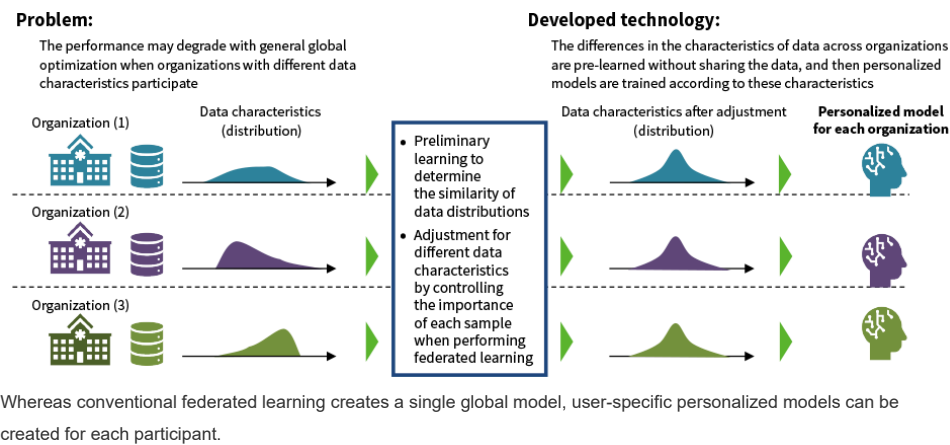 Problem:
The performance may degrade with general global
optimization when organizations with different data
characteristics participate
Developed technology:
The differences in the characteristics of data across organizations
are pre-learned without sharing the data, and then personalized
models are trained according to these characteristics
Organization (1)
Data characteristics
(distribution)
Data characteristics after adjustment
(distribution)
Personalized model
for each organization
Organization (2)
Organization (3)
• Preliminary
learning to
determine
the similarity of
data distributions
• Adjustment for
different data
characteristics
by controlling
the importance
of each sample
when performing
federated learning
Whereas conventional federated learning creates a single global model, user-specific personalized models can be
created for each participant.